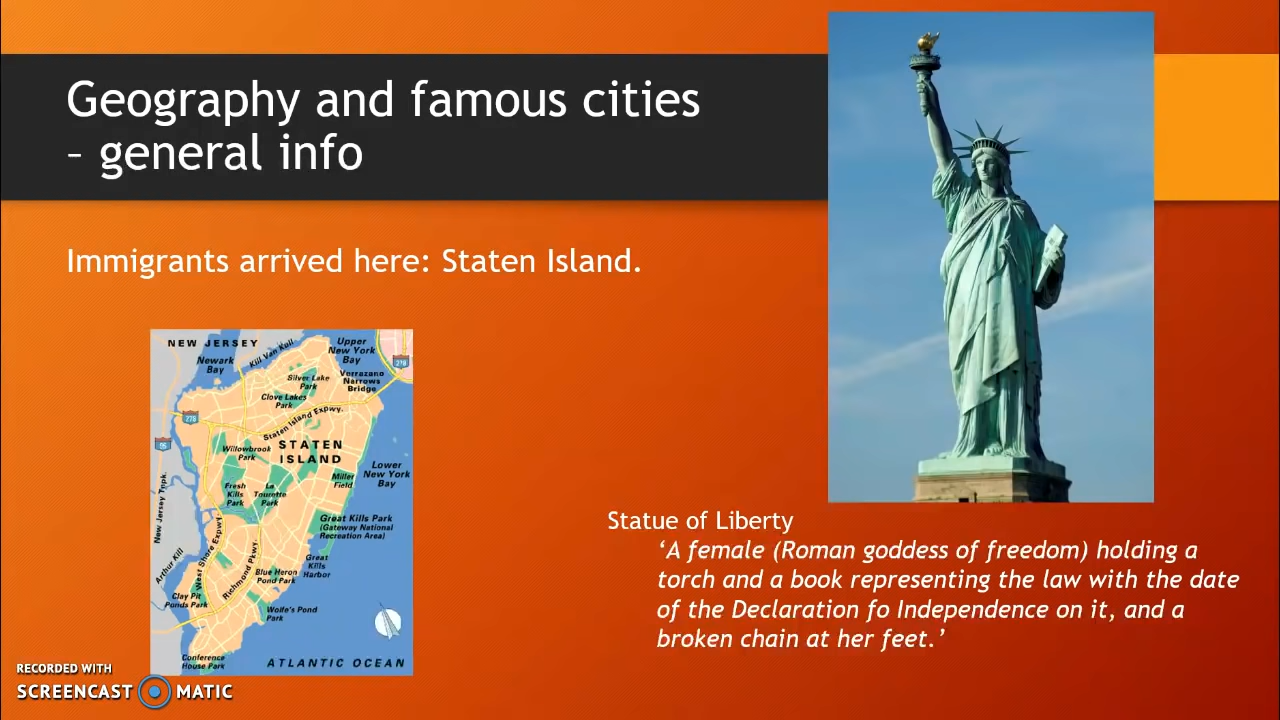 Geography and famous cities
– general info
Immigrants arrived here: Staten Island.
NEW JERSEY
Newark
Bay
Kill Van Kull
Upper
New York
Bay
278
Verrazano
Narrows
Bridge
Silver Lake
Park
Clove Lakes
Park
278
Staten Island Expwy.
95
STATEN
ISLAND
Willowbrook
Park
Lower
New York
Bay
Miller
Field
Fresh
Kills
Park
La
Tourette
Park
New Jersey Tnpk.
Great Kills Park
(Gateway National
Recreation Area)
West Shore Expwy.
Richmond Pkwy.
Arthur Kill
Great
Kills
Harbor
Blue Heron
Pond Park
Clay Pit
Ponds Park
Wolfe's Pond
Park
Conference
House Park
ATLANTIC OCEAN
Statue of Liberty
‘A female (Roman goddess of freedom) holding a
torch and a book representing the law with the date
of the Declaration fo Independence on it, and a
broken chain at her feet.’
RECORDED WITH
SCREENCAST MATIC